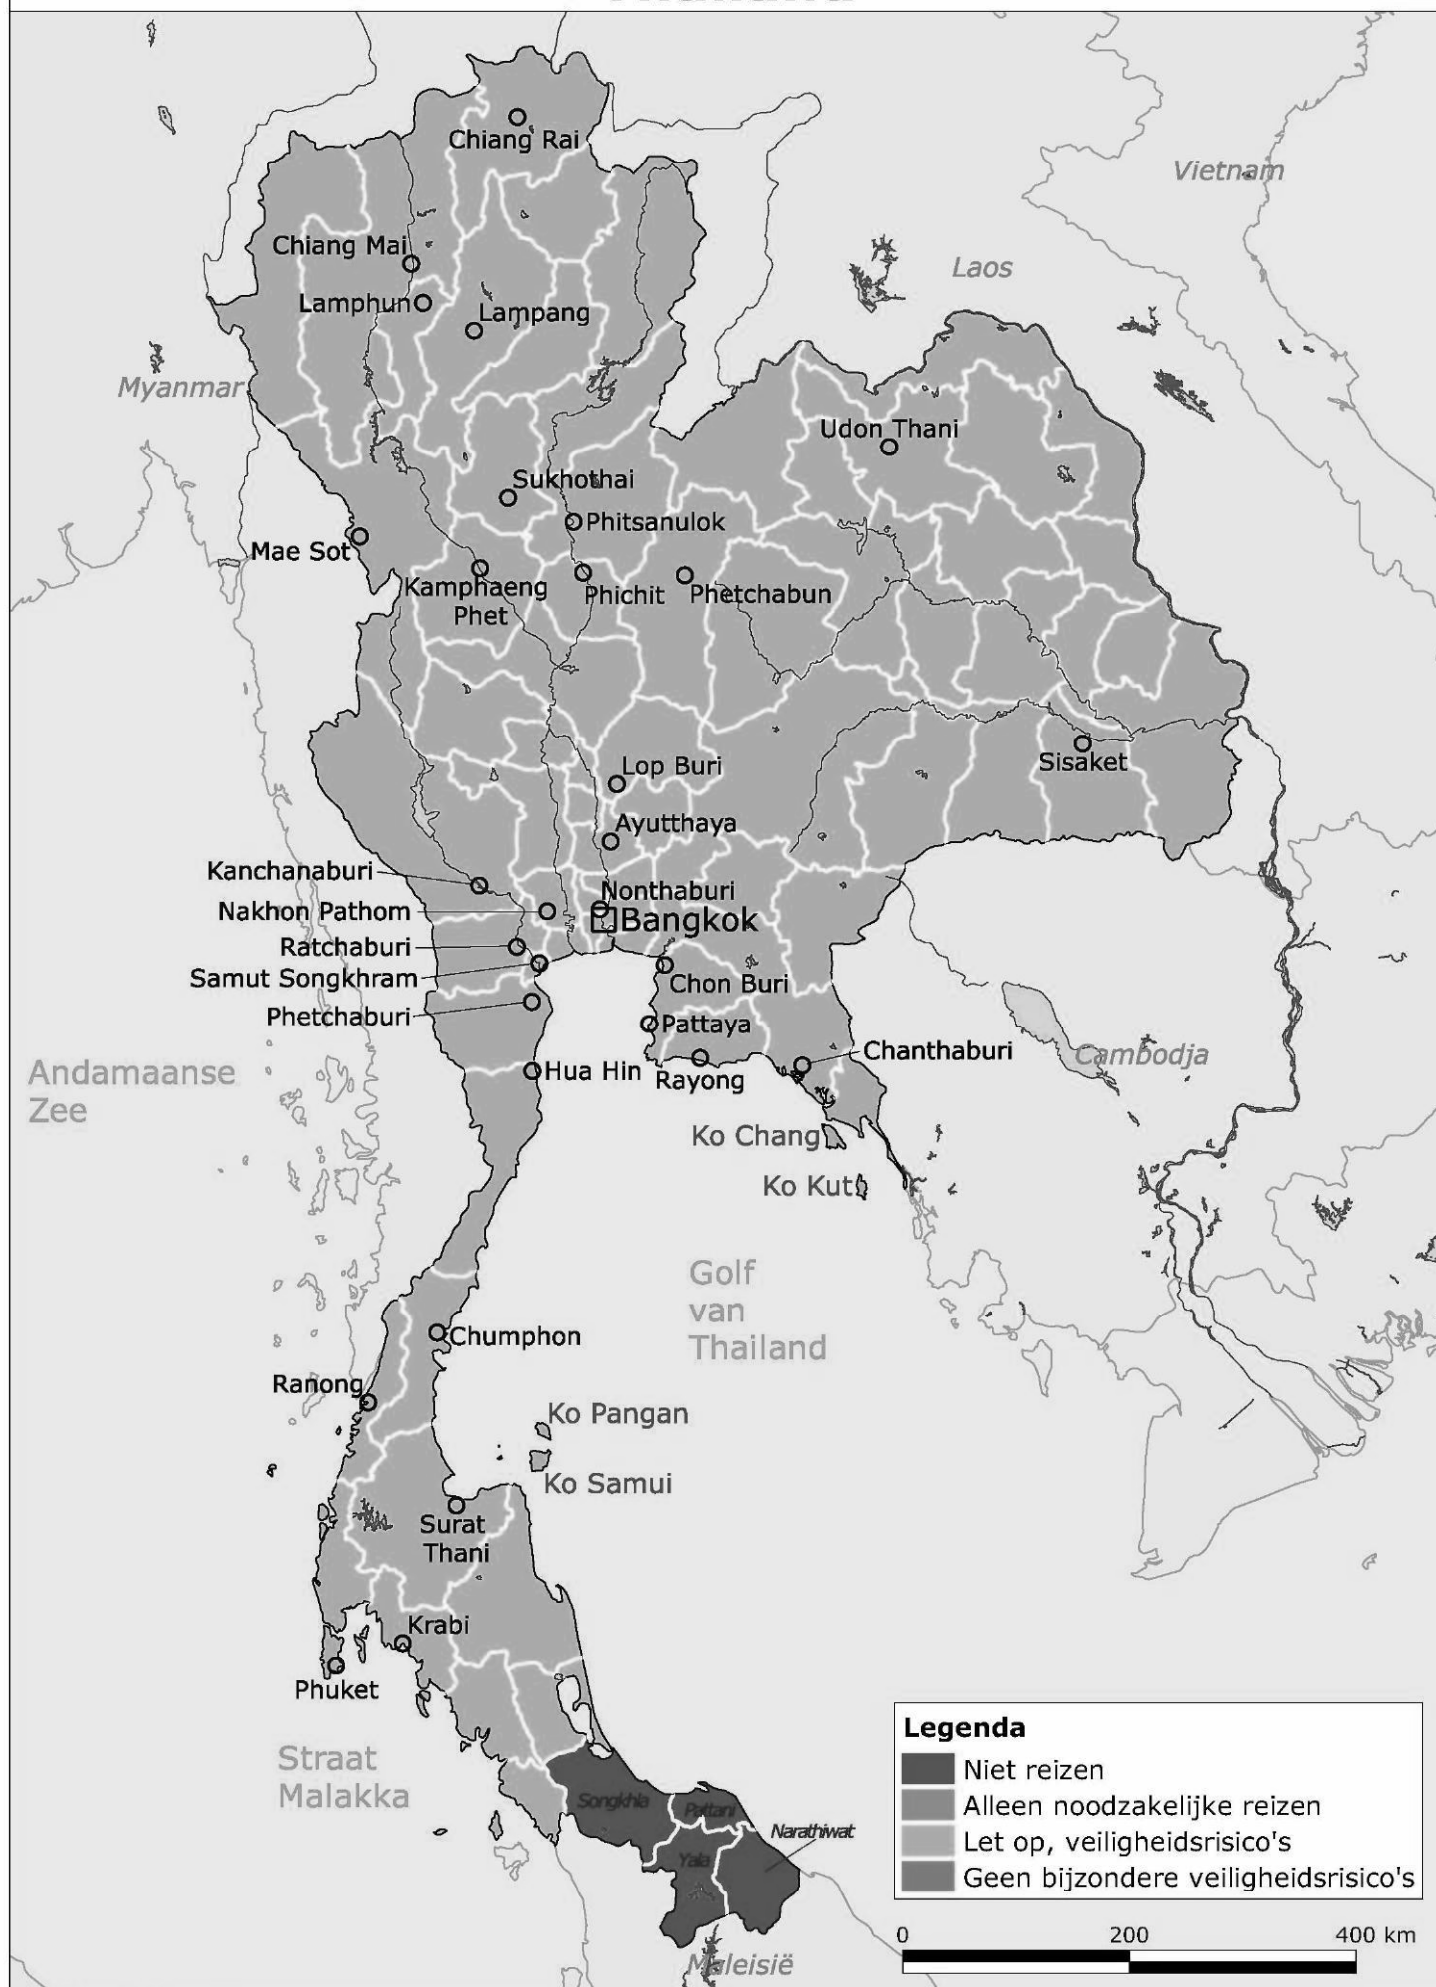 Chiang Rai
Vietnam
Chiang Mai
Laos
Lamphun
Lampang
Myanmar
Udon Thani
Sukhothai
Phitsanulok
Mae Sot
Kamphaeng
Phet
Phichit
Phetchabun
Lop Buri
Sisaket
Ayutthaya
Kanchanaburi
Nonthaburi
Nakhon Pathom
Bangkok
Ratchaburi
Samut Songkhram
Chon Buri
Phetchaburi
Pattaya
Chanthaburi
Cambodja
Andamaanse
Zee
Hua Hin
Rayong
Ko Chang
Ko Kut
Golf
van
Thailand
Chumphon
Ranong
Ko Pangan
Ko Samui
Surat
Thani
Krabi
Phuket
Straat
Malakka
Songkhla
Pattani
Narathiwat
Yala
Maleisië
Legenda
Niet reizen
Alleen noodzakelijke reizen
Let op, veiligheidsrisico's
Geen bijzondere veiligheidsrisico's
0 200 400 km